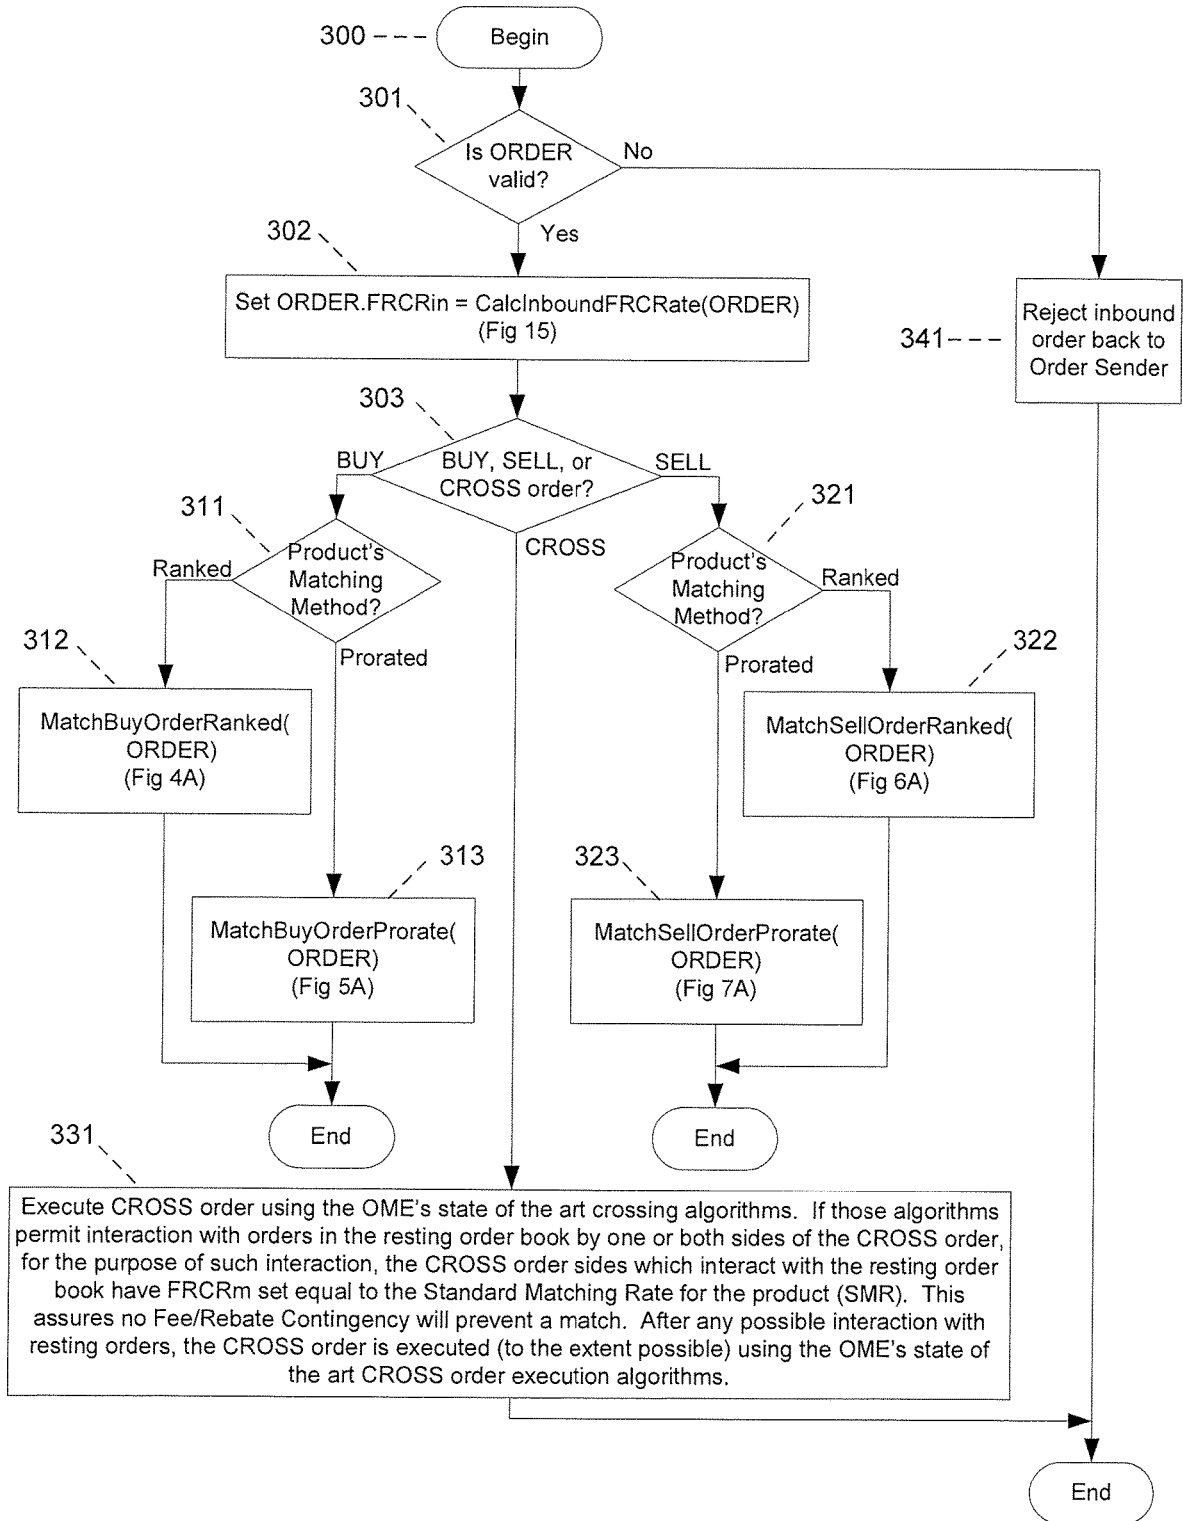 300
Begin
301
Is ORDER
valid?
No
Yes
302
Set ORDER.FRCRin = CalcInboundFRCRate(ORDER)
(Fig 15)
341
Reject inbound
order back to
Order Sender
303
BUY
BUY, SELL, or
CROSS order?
SELL
CROSS
311
Ranked
Product's
Matching
Method?
Prorated
321
Product's
Matching
Method?
Ranked
Prorated
312
MatchBuyOrderRanked(
ORDER)
(Fig 4A)
322
MatchSellOrderRanked(
ORDER)
(Fig 6A)
313
MatchBuyOrderProrate(
ORDER)
(Fig 5A)
323
MatchSellOrderProrate(
ORDER)
(Fig 7A)
End
End
331
Execute CROSS order using the OME's state of the art crossing algorithms. If those algorithms
permit interaction with orders in the resting order book by one or both sides of the CROSS order,
for the purpose of such interaction, the CROSS order sides which interact with the resting order
book have FRCRm set equal to the Standard Matching Rate for the product (SMR). This
assures no Fee/Rebate Contingency will prevent a match. After any possible interaction with
resting orders, the CROSS order is executed (to the extent possible) using the OME's state of
the art CROSS order execution algorithms.
End